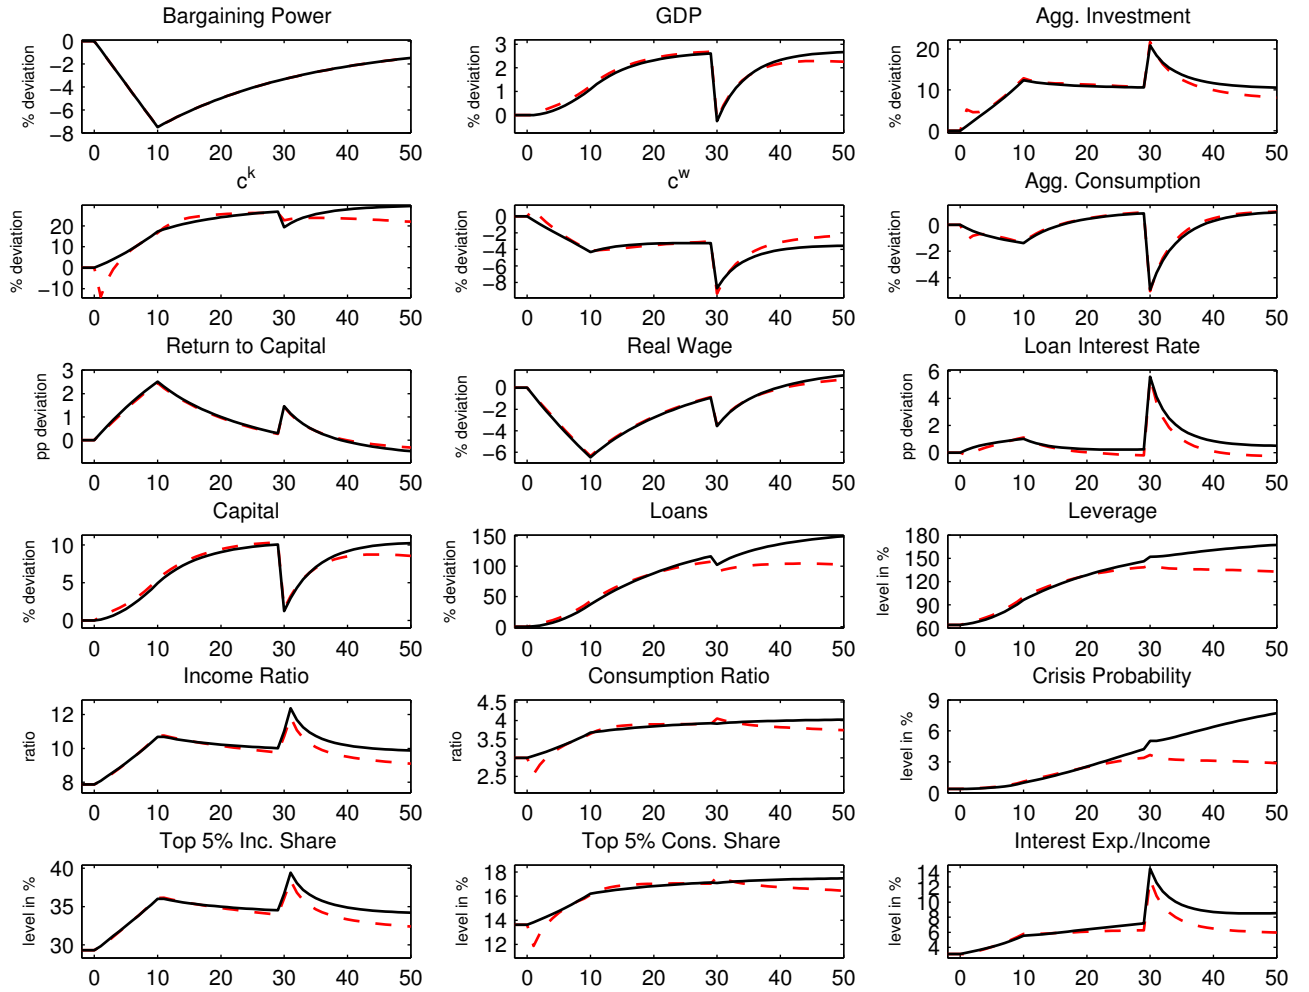 Bargaining Power
GDP
Agg. Investment
% deviation
0
−2
−4
−6
−8
0 10 20 30 40 50
% deviation
3
2
1
0
0 10 20 30 40 50
% deviation
20
10
0
0 10 20 30 40 50
c^k
c^w
Agg. Consumption
% deviation
20
10
0
−10
0 10 20 30 40 50
% deviation
0
−2
−4
−6
−8
0 10 20 30 40 50
% deviation
0
−2
−4
0 10 20 30 40 50
Return to Capital
Real Wage
Loan Interest Rate
pp deviation
3
2
1
0
0 10 20 30 40 50
% deviation
0
−2
−4
−6
0 10 20 30 40 50
pp deviation
6
4
2
0
0 10 20 30 40 50
Capital
Loans
Leverage
% deviation
10
5
0
0 10 20 30 40 50
% deviation
150
100
50
0
0 10 20 30 40 50
level in %
180
150
120
90
60
0 10 20 30 40 50
Income Ratio
Consumption Ratio
Crisis Probability
ratio
12
10
8
0 10 20 30 40 50
ratio
4.5
4
3.5
3
2.5
0 10 20 30 40 50
level in %
9
6
3
0
0 10 20 30 40 50
Top 5% Inc. Share
Top 5% Cons. Share
Interest Exp./Income
level in %
40
35
30
0 10 20 30 40 50
level in %
18
16
14
12
0 10 20 30 40 50
level in %
14
12
10
8
6
4
0 10 20 30 40 50